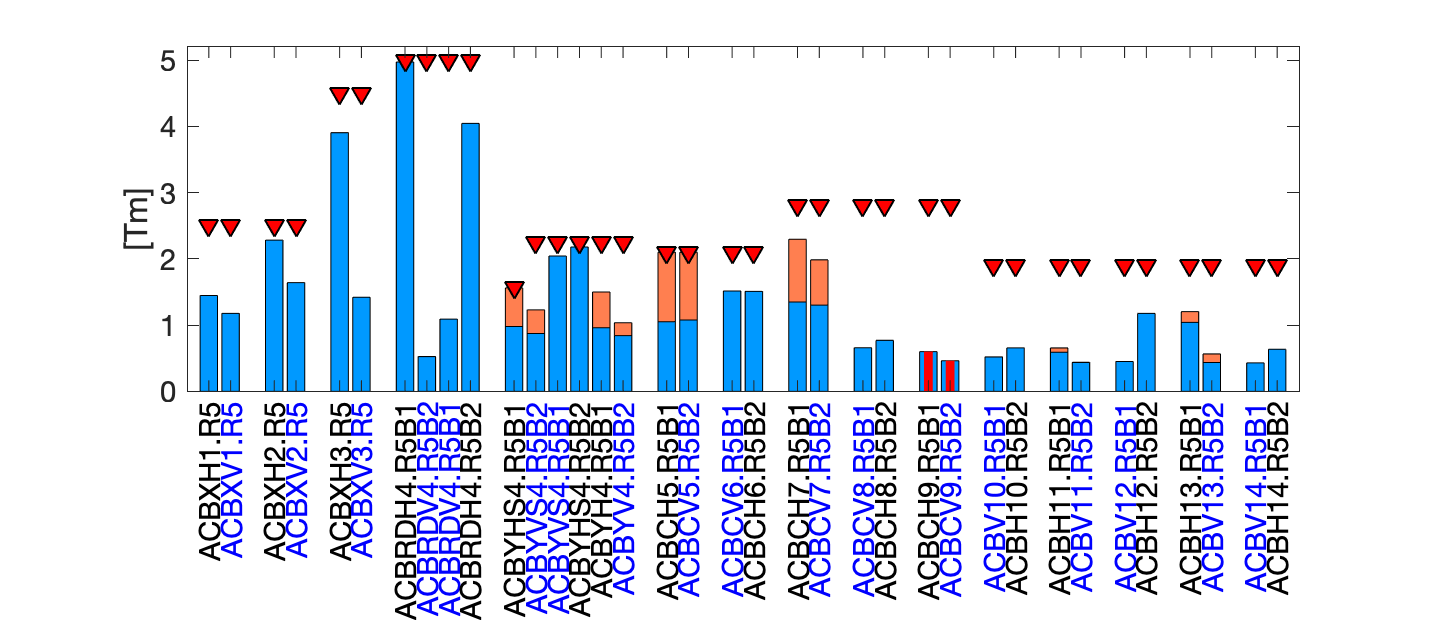 [Tm]
5
4
3
2
1
0
ACBXH1.R5
ACBXV1.R5
ACBXH2.R5
ACBXV2.R5
ACBXH3.R5
ACBXV3.R5
ACBRDH4.R5B1
ACBRDV4.R5B2
ACBRDV4.R5B1
ACBRDH4.R5B2
ACBYHS4.R5B1
ACBYVS4.R5B2
ACBYVS4.R5B1
ACBYHS4.R5B2
ACBYH4.R5B1
ACBYV4.R5B2
ACBCH5.R5B1
ACBCV5.R5B2
ACBCV6.R5B1
ACBCH6.R5B2
ACBCH7.R5B1
ACBCV7.R5B2
ACBCV8.R5B1
ACBCH8.R5B2
ACBCH9.R5B1
ACBCV9.R5B2
ACBV10.R5B1
ACBH10.R5B2
ACBH11.R5B1
ACBV11.R5B2
ACBV12.R5B1
ACBH12.R5B2
ACBH13.R5B1
ACBV13.R5B2
ACBV14.R5B1
ACBH14.R5B2